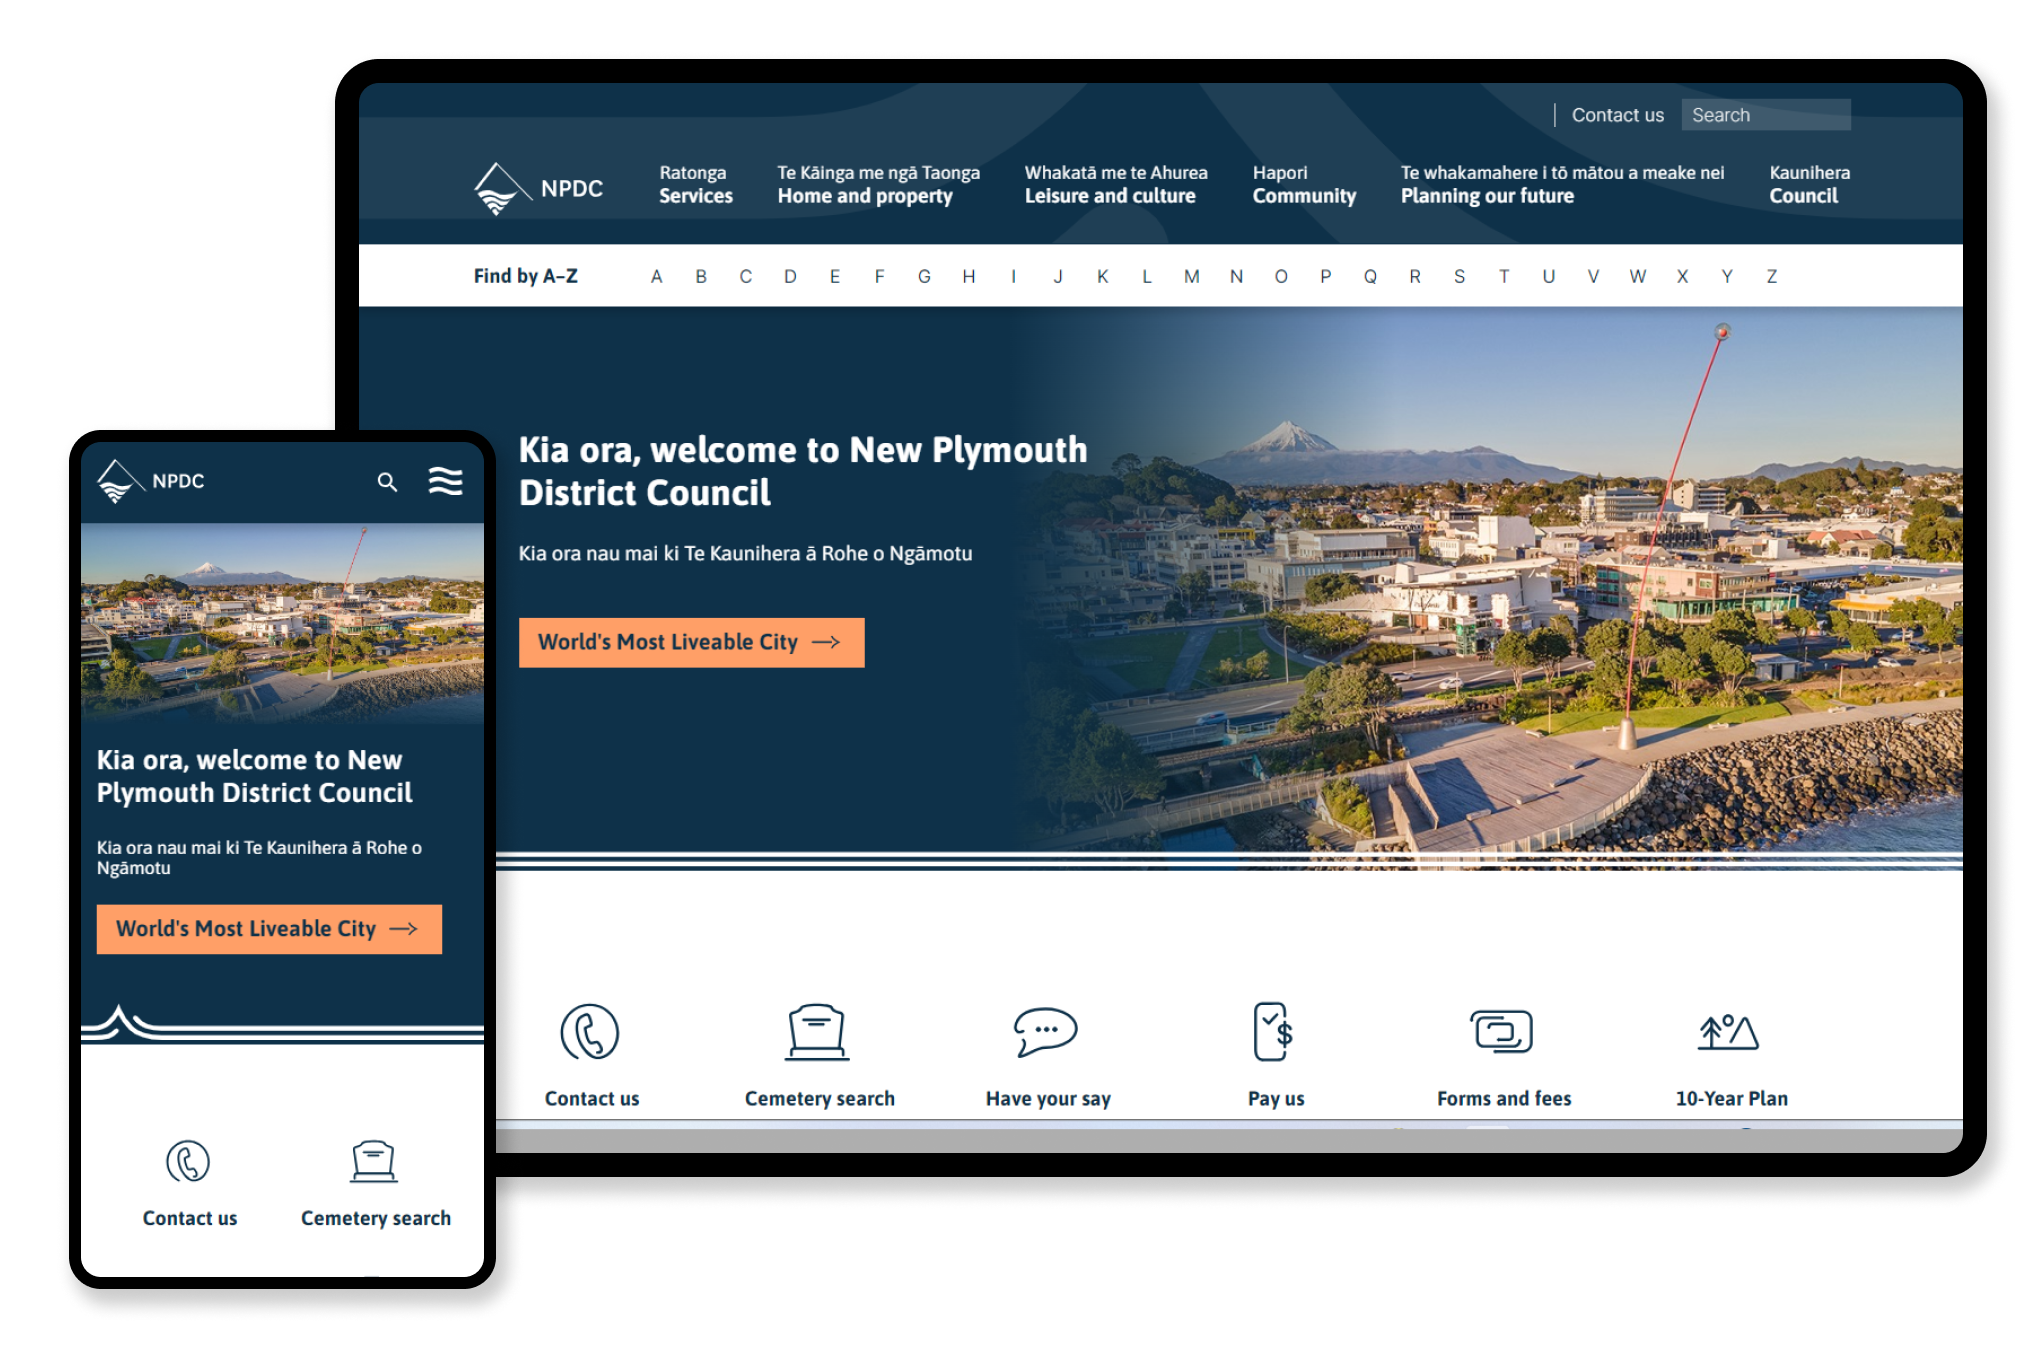 Contact us
Search
NPDC
Ratonga
Services
Te Kāinga me ngā Taonga
Home and property
Whakatā me te Ahurea
Leisure and culture
Hapori
Community
Te whakamahere i tō mātou a meake nei
Planning our future
Kaunihera
Council
Find by A–Z
A B C D E F G H I J K L M N O P Q R S T U V W X Y Z
Kia ora, welcome to New Plymouth
District Council
Kia ora nau mai ki Te Kaunihera ā Rohe o Ngāmotu
World's Most Liveable City
Contact us
Cemetery search
Have your say
Pay us
Forms and fees
10-Year Plan
NPDC
Kia ora, welcome to New
Plymouth District Council
Kia ora nau mai ki Te Kaunihera ā Rohe o
Ngāmotu
World's Most Liveable City
Contact us
Cemetery search